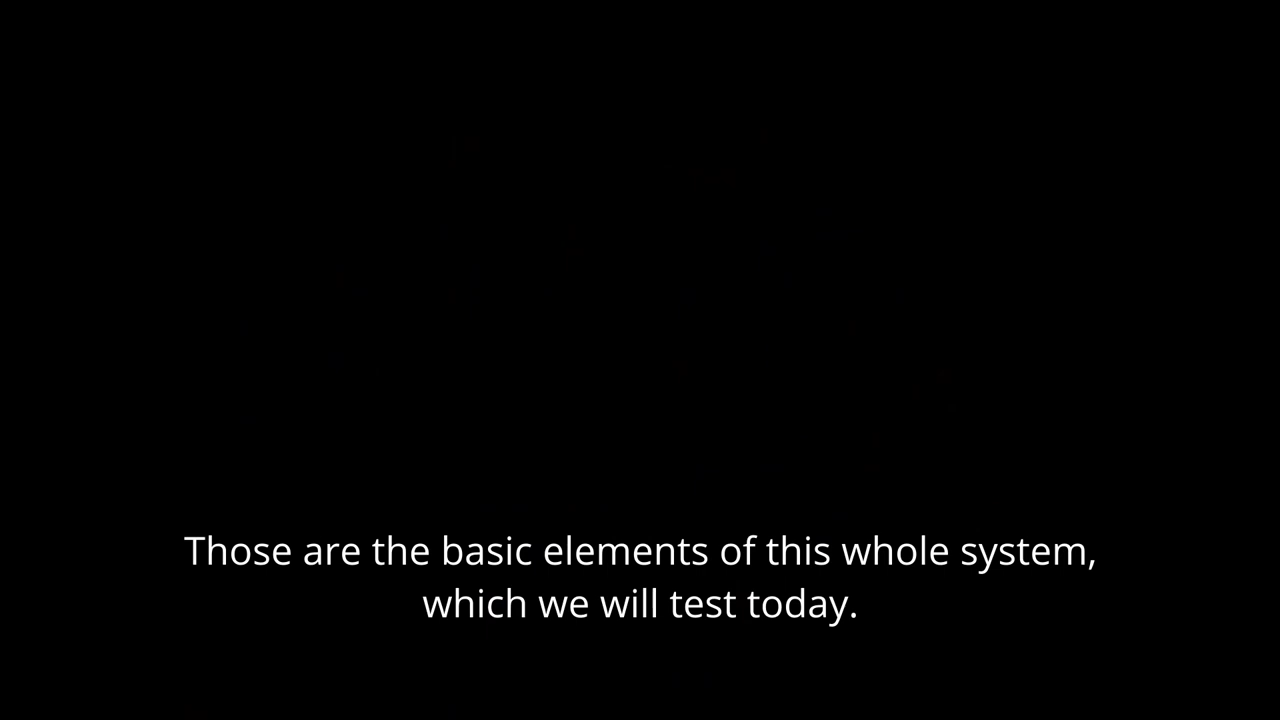 Those are the basic elements of this whole system,
which we will test today.